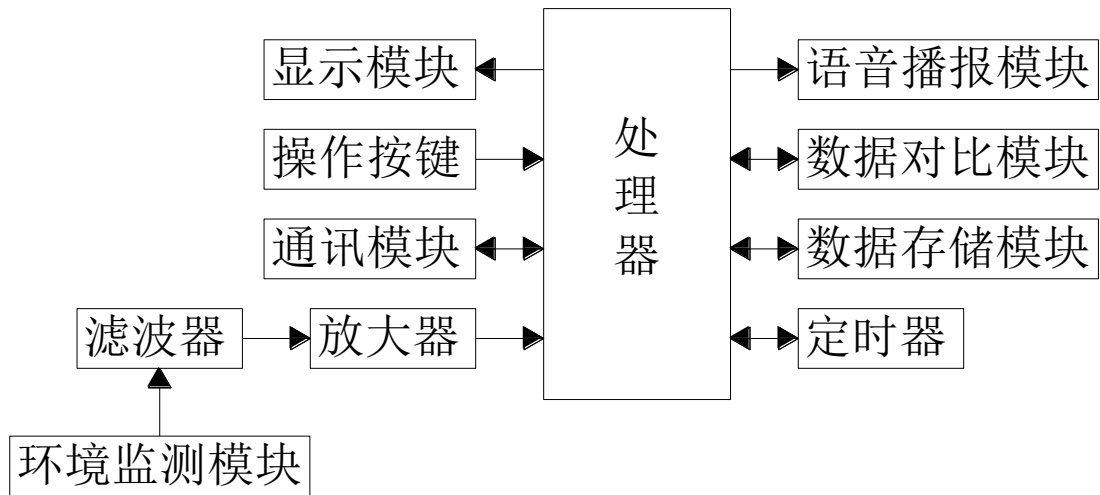 显示模块
语音播报模块
操作按键
处理器
数据对比模块
通讯模块
数据存储模块
滤波器
放大器
定时器
环境监测模块